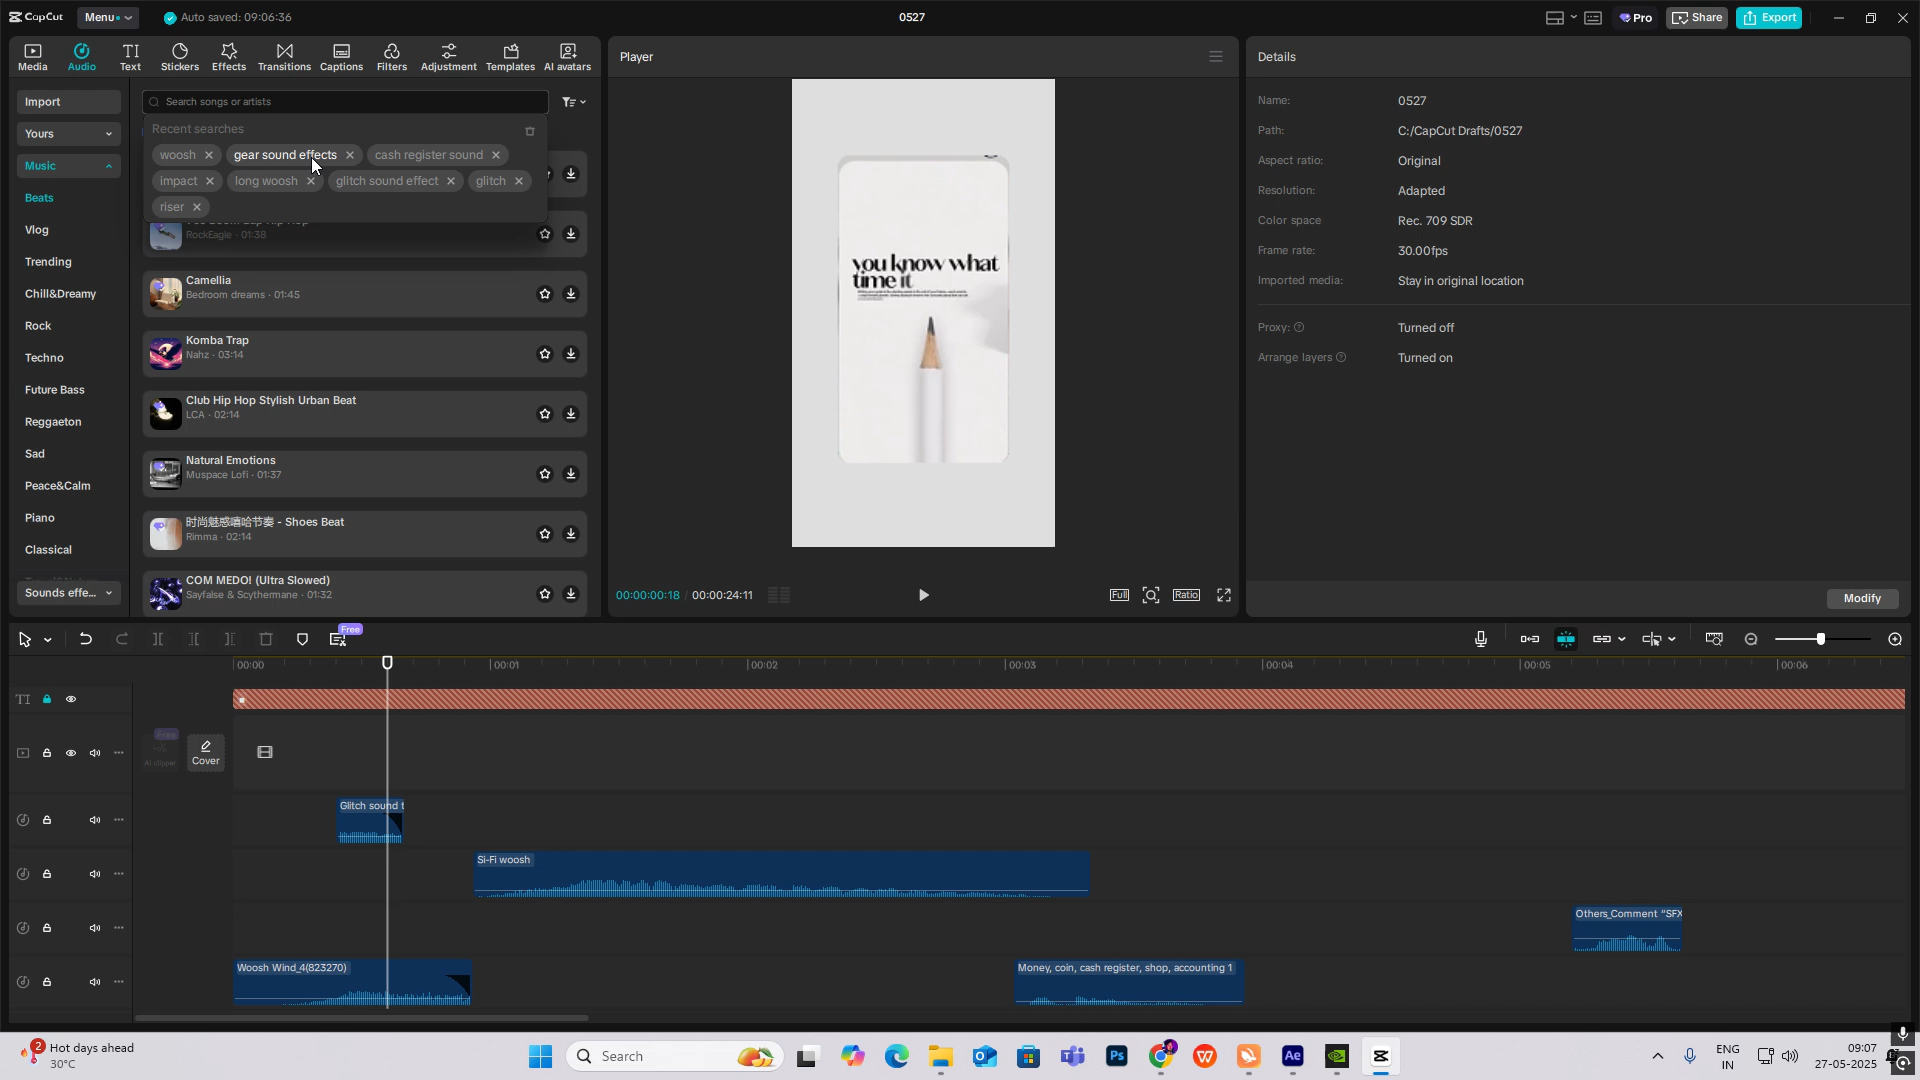 CapCut
Menu
Auto saved: 09:06:36
0527
Pro
Share
Export
Media
Audio
Text
Stickers
Effects
Transitions
Captions
Filters
Adjustment
Templates
AI avatars
Import
Yours
Music
Beats
Vlog
Trending
Chill&Dreamy
Rock
Techno
Future Bass
Reggaeton
Sad
Peace&Calm
Piano
Classical
Sounds effe...
Search songs or artists
Recent searches
woosh
gear sound effects
cash register sound
impact
long woosh
glitch sound effect
glitch
riser
RockEagle · 01:38
Camellia
Bedroom dreams · 01:45
Komba Trap
Nahz · 03:14
Club Hip Hop Stylish Urban Beat
LCA · 02:14
Natural Emotions
Muspace Lofi · 01:37
时尚魅感嘻哈节奏 - Shoes Beat
Rimma · 02:14
COM MEDO! (Ultra Slowed)
Sayfalse & Scythermane · 01:32
Player
you know what
time it
00:00:00:18 / 00:00:24:11
Full
Ratio
Details
Name: 0527
Path: C:/CapCut Drafts/0527
Aspect ratio: Original
Resolution: Adapted
Color space Rec. 709 SDR
Frame rate: 30.00fps
Imported media: Stay in original location
Proxy: Turned off
Arrange layers Turned on
Modify
Free
00:00
00:01
00:02
00:03
00:04
00:05
00:06
TI
Free
AI clipper
Cover
Glitch sound t
Si-Fi woosh
Others_Comment “SFX
Woosh Wind_4(823270)
Money, coin, cash register, shop, accounting 1
2
Hot days ahead
30°C
Search
Ps
W
Ae
ENG
IN
09:07
27-05-2025